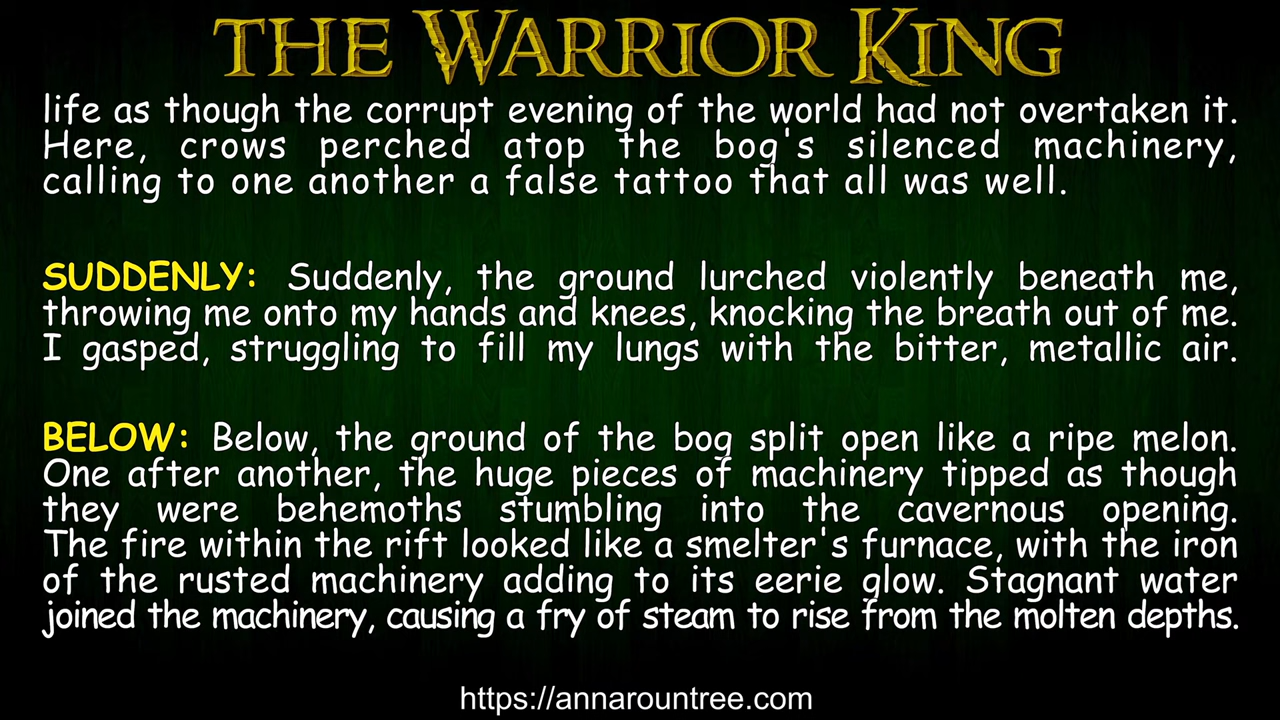 THE WARRIOR KING
life as though the corrupt evening of the world had not overtaken it.
Here, crows perched atop the bog's silenced machinery,
calling to one another a false tattoo that all was well.
SUDDENLY: Suddenly, the ground lurched violently beneath me,
throwing me onto my hands and knees, knocking the breath out of me.
I gasped, struggling to fill my lungs with the bitter, metallic air.
BELOW: Below, the ground of the bog split open like a ripe melon.
One after another, the huge pieces of machinery tipped as though
they were behemoths stumbling into the cavernous opening.
The fire within the rift looked like a smelter's furnace, with the iron
of the rusted machinery adding to its eerie glow. Stagnant water
joined the machinery, causing a fry of steam to rise from the molten depths.
https://annarountree.com